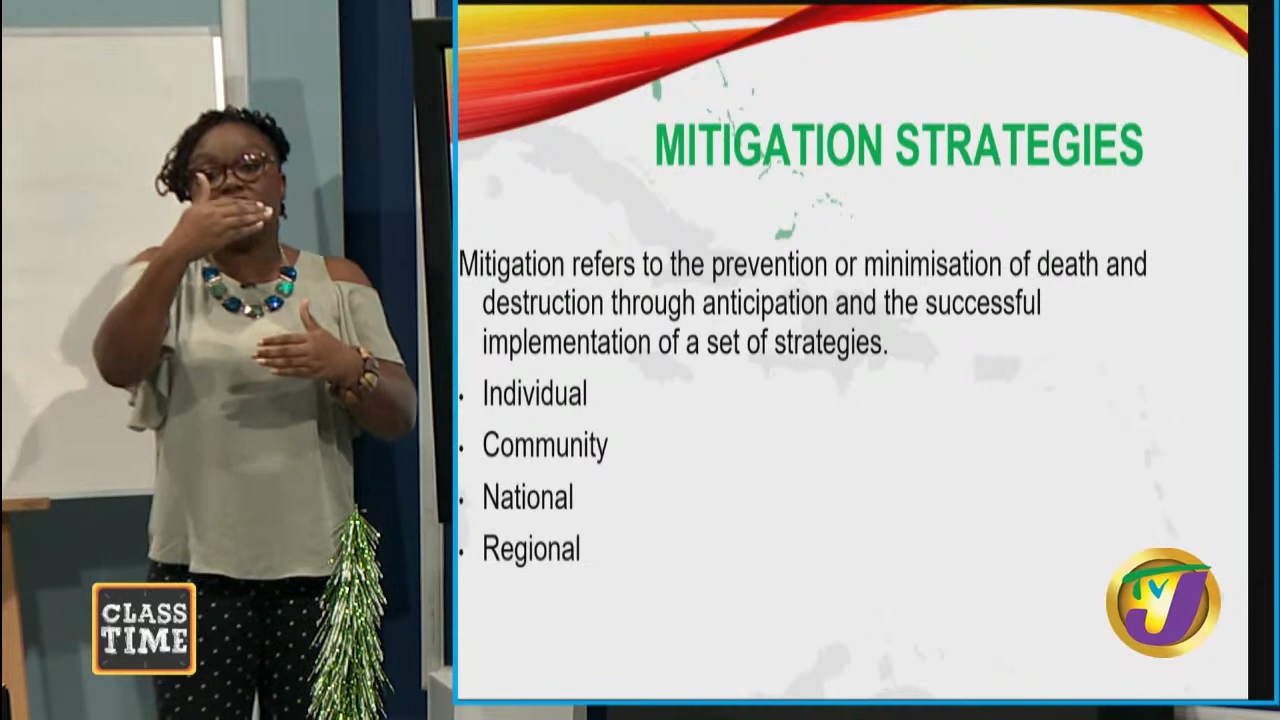 MITIGATION STRATEGIES
Mitigation refers to the prevention or minimisation of death and
destruction through anticipation and the successful
implementation of a set of strategies.
• Individual
• Community
• National
• Regional
CLASS
TIME
TVJ